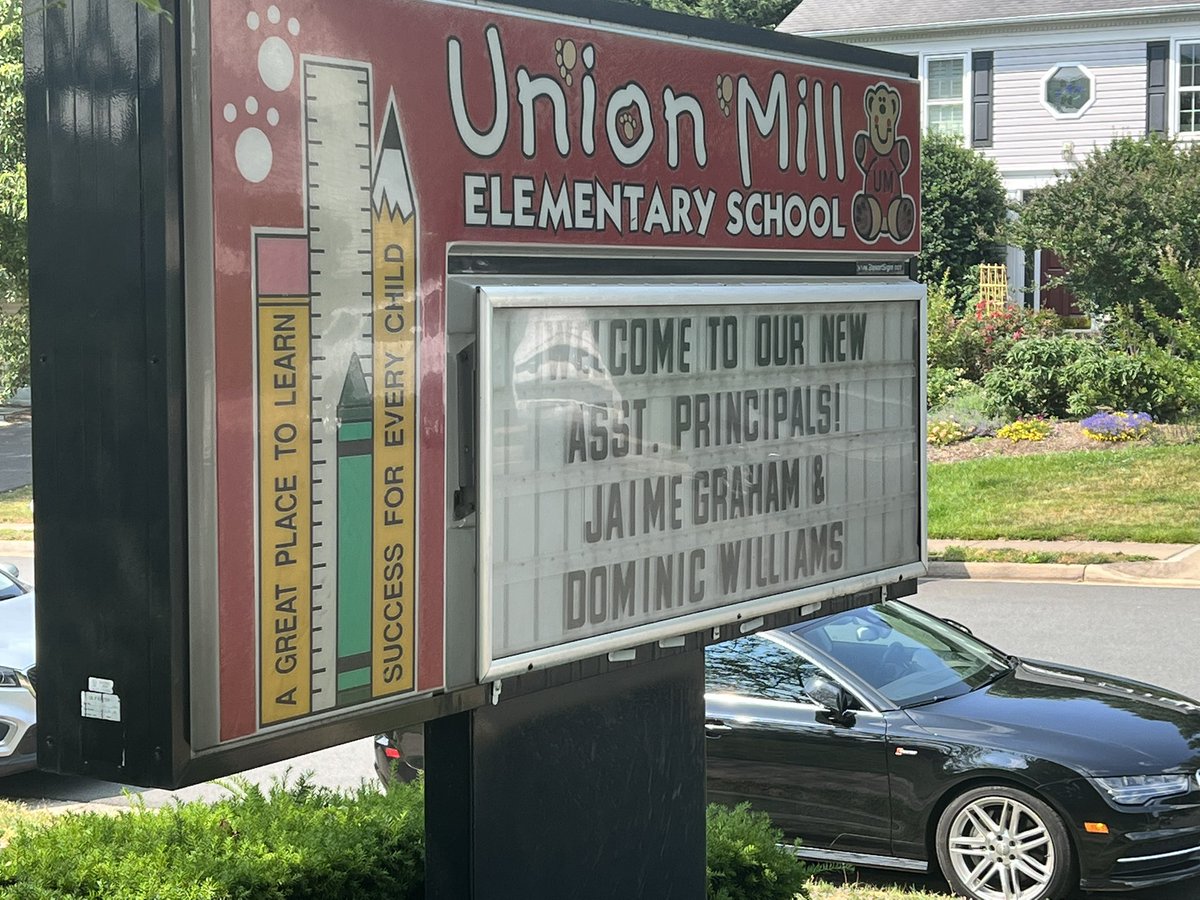 Union Mill
ELEMENTARY SCHOOL
UM
A GREAT PLACE TO LEARN
SUCCESS FOR EVERY CHILD
WELCOME TO OUR NEW
ASST. PRINCIPALS!
JAIME GRAHAM &
DOMINIC WILLIAMS